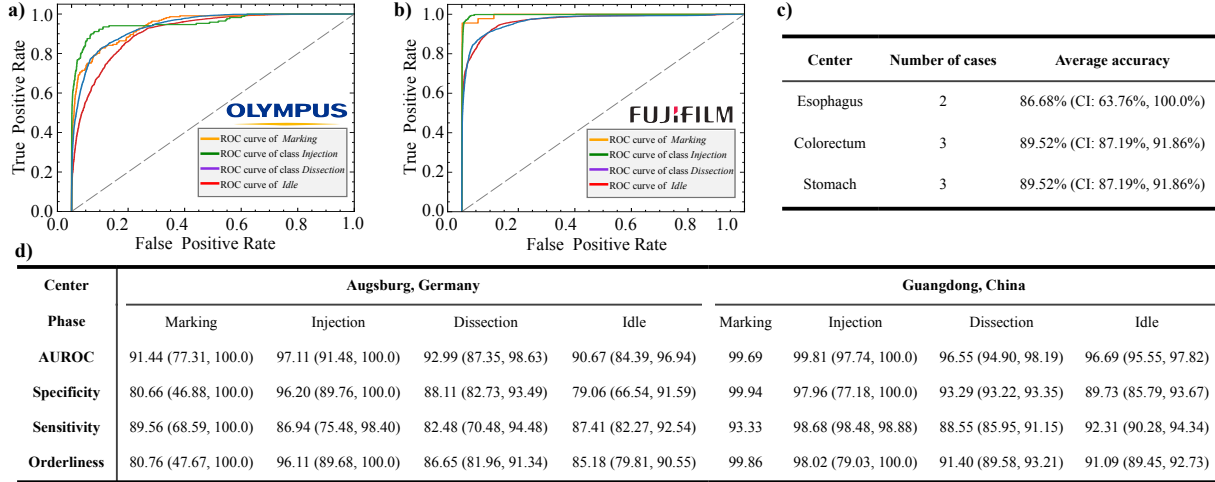 a)
True Positive Rate
1.0
0.8
0.6
0.4
0.2
0.0
OLYMPUS
ROC curve of Marking
ROC curve of class Injection
ROC curve of class Dissection
ROC curve of Idle
0.0 0.2 0.4 0.6 0.8 1.0
False Positive Rate
b)
True Positive Rate
1.0
0.8
0.6
0.4
0.2
0.0
FUJIFILM
ROC curve of Marking
ROC curve of class Injection
ROC curve of class Dissection
ROC curve of Idle
0.0 0.2 0.4 0.6 0.8 1.0
False Positive Rate
c)
Center Number of cases Average accuracy
Esophagus 2 86.68% (CI: 63.76%, 100.0%)
Colorectum 3 89.52% (CI: 87.19%, 91.86%)
Stomach 3 89.52% (CI: 87.19%, 91.86%)
d)
Center Augsburg, Germany Guangdong, China
Phase Marking Injection Dissection Idle Marking Injection Dissection Idle
AUROC 91.44 (77.31, 100.0) 97.11 (91.48, 100.0) 92.99 (87.35, 98.63) 90.67 (84.39, 96.94) 99.69 99.81 (97.74, 100.0) 96.55 (94.90, 98.19) 96.69 (95.55, 97.82)
Specificity 80.66 (46.88, 100.0) 96.20 (89.76, 100.0) 88.11 (82.73, 93.49) 79.06 (66.54, 91.59) 99.94 97.96 (77.18, 100.0) 93.29 (93.22, 93.35) 89.73 (85.79, 93.67)
Sensitivity 89.56 (68.59, 100.0) 86.94 (75.48, 98.40) 82.48 (70.48, 94.48) 87.41 (82.27, 92.54) 93.33 98.68 (98.48, 98.88) 88.55 (85.95, 91.15) 92.31 (90.28, 94.34)
Orderliness 80.76 (47.67, 100.0) 96.11 (89.68, 100.0) 86.65 (81.96, 91.34) 85.18 (79.81, 90.55) 99.86 98.02 (79.03, 100.0) 91.40 (89.58, 93.21) 91.09 (89.45, 92.73)